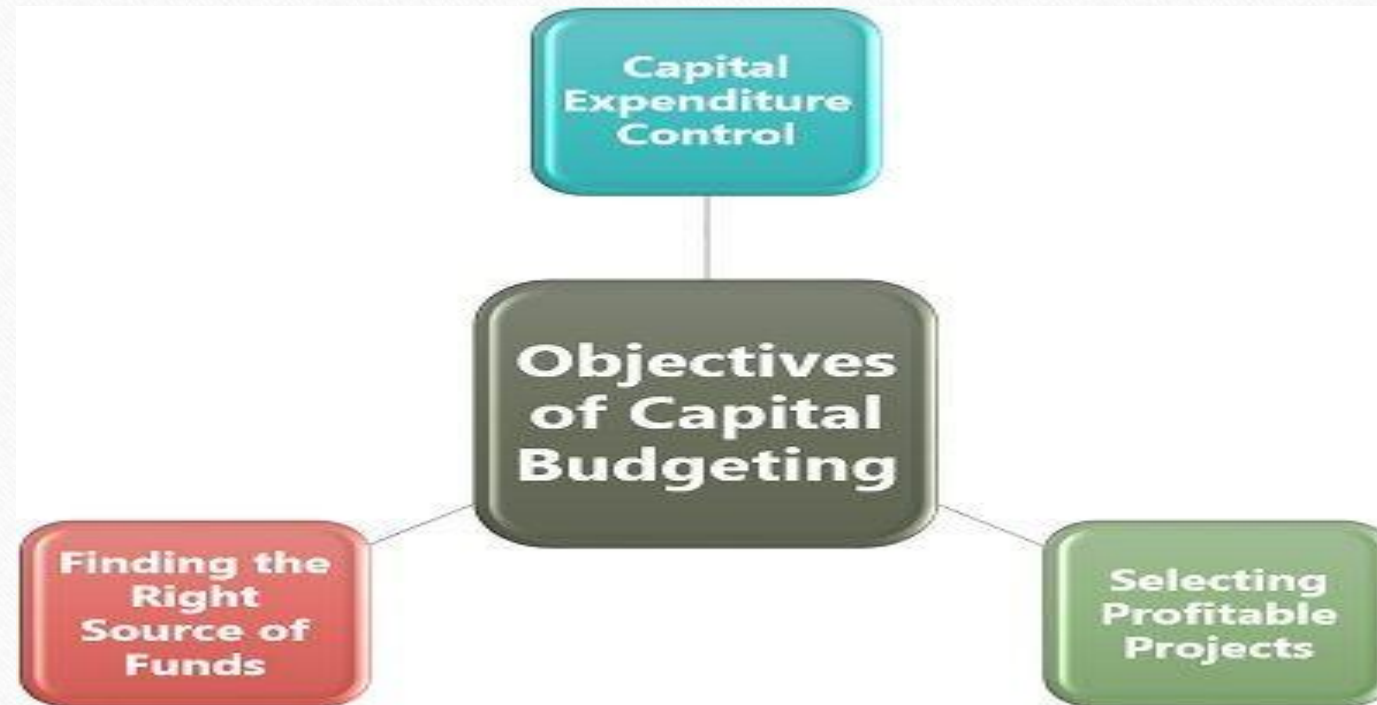 Capital
Expenditure
Control
Objectives
of Capital
Budgeting
Finding the
Right
Source of
Funds
Selecting
Profitable
Projects